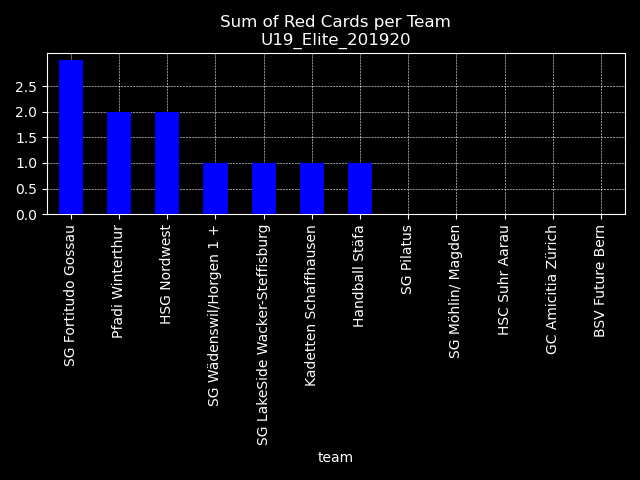 Sum of Red Cards per Team
U19_Elite_201920
2.5
2.0
1.5
1.0
0.5
0.0
SG Fortitudo Gossau
Pfadi Winterthur
HSG Nordwest
SG Wädenswil/Horgen 1 +
SG LakeSide Wacker-Steffisburg
Kadetten Schaffhausen
Handball Stäfa
SG Pilatus
SG Möhlin/ Magden
HSC Suhr Aarau
GC Amicitia Zürich
BSV Future Bern
team